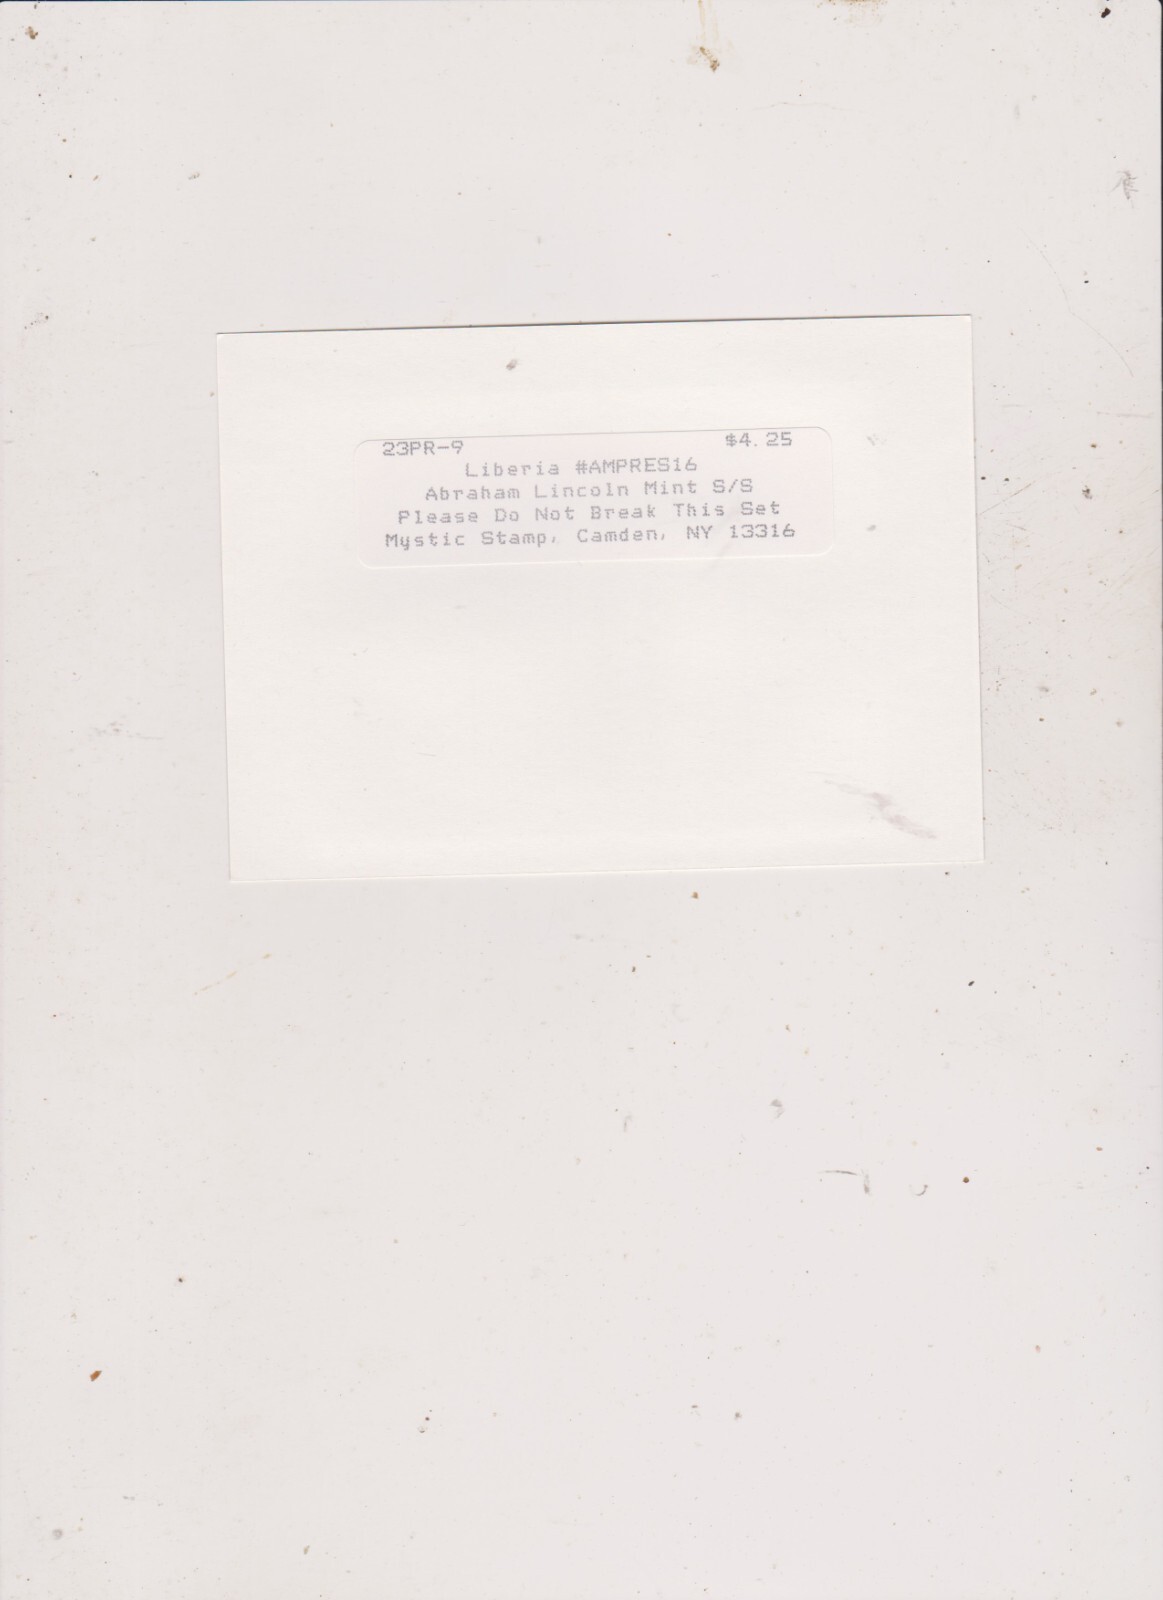 23PR-9 $4.25
Liberia #AMPRES16
Abraham Lincoln Mint S/S
Please Do Not Break This Set
Mystic Stamp, Camden, NY 13316